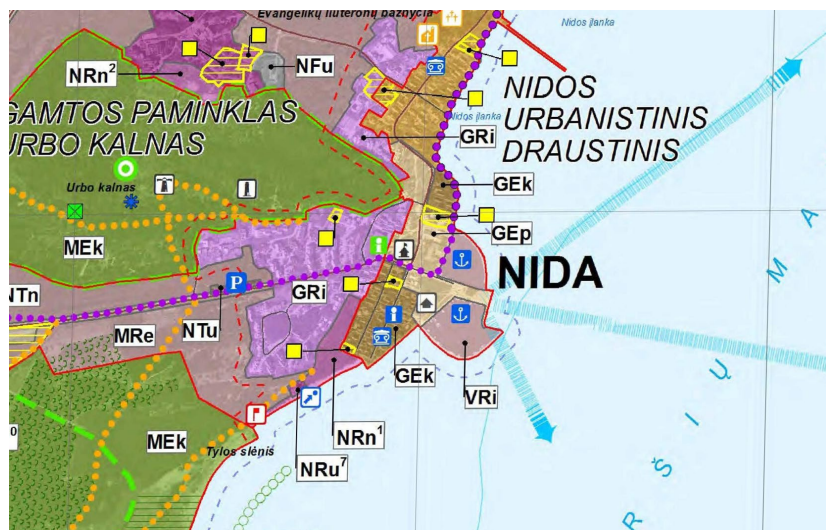 Evangelikų liuteronų bažnyčia
Nidos įlanka
NRn²
NFu
GAMTOS PAMINKLAS
URBO KALNAS
Nidos įlanka
NIDOS
URBANISTINIS
DRAUSTINIS
GRi
GEk
Urbo kalnas
MEk
GEp
NIDA
NTn
P
GRi
NTu
MRe
GEk
VRi
MEk
NRn¹
Tylos slėnis
NRu⁷
R Š I Ų M A